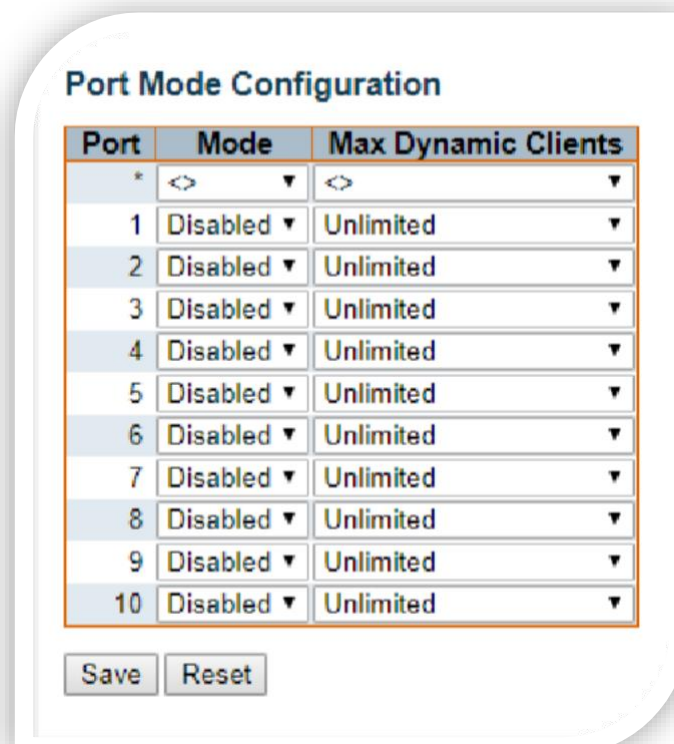 Port Mode Configuration
Port Mode Max Dynamic Clients
* <> <>
1 Disabled Unlimited
2 Disabled Unlimited
3 Disabled Unlimited
4 Disabled Unlimited
5 Disabled Unlimited
6 Disabled Unlimited
7 Disabled Unlimited
8 Disabled Unlimited
9 Disabled Unlimited
10 Disabled Unlimited
Save Reset